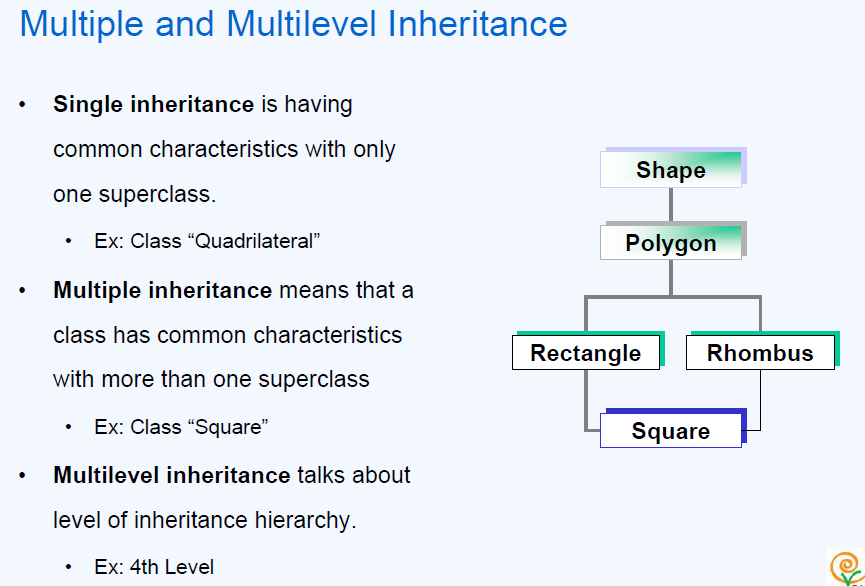 Multiple and Multilevel Inheritance
• Single inheritance is having
common characteristics with only
one superclass.
• Ex: Class “Quadrilateral”
• Multiple inheritance means that a
class has common characteristics
with more than one superclass
• Ex: Class “Square”
• Multilevel inheritance talks about
level of inheritance hierarchy.
• Ex: 4th Level
Shape
Polygon
Rectangle
Rhombus
Square